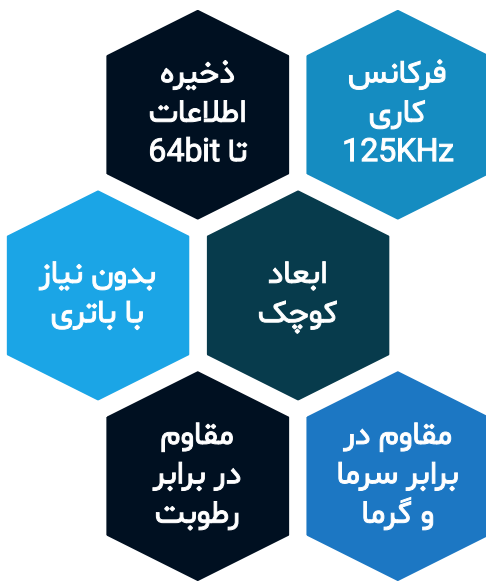 فرکانس
کاری
125KHz
ذخیره
اطلاعات
تا 64bit
ابعاد
کوچک
بدون نیاز
با باتری
مقاوم در
برابر سرما
و گرما
مقاوم
در برابر
رطوبت